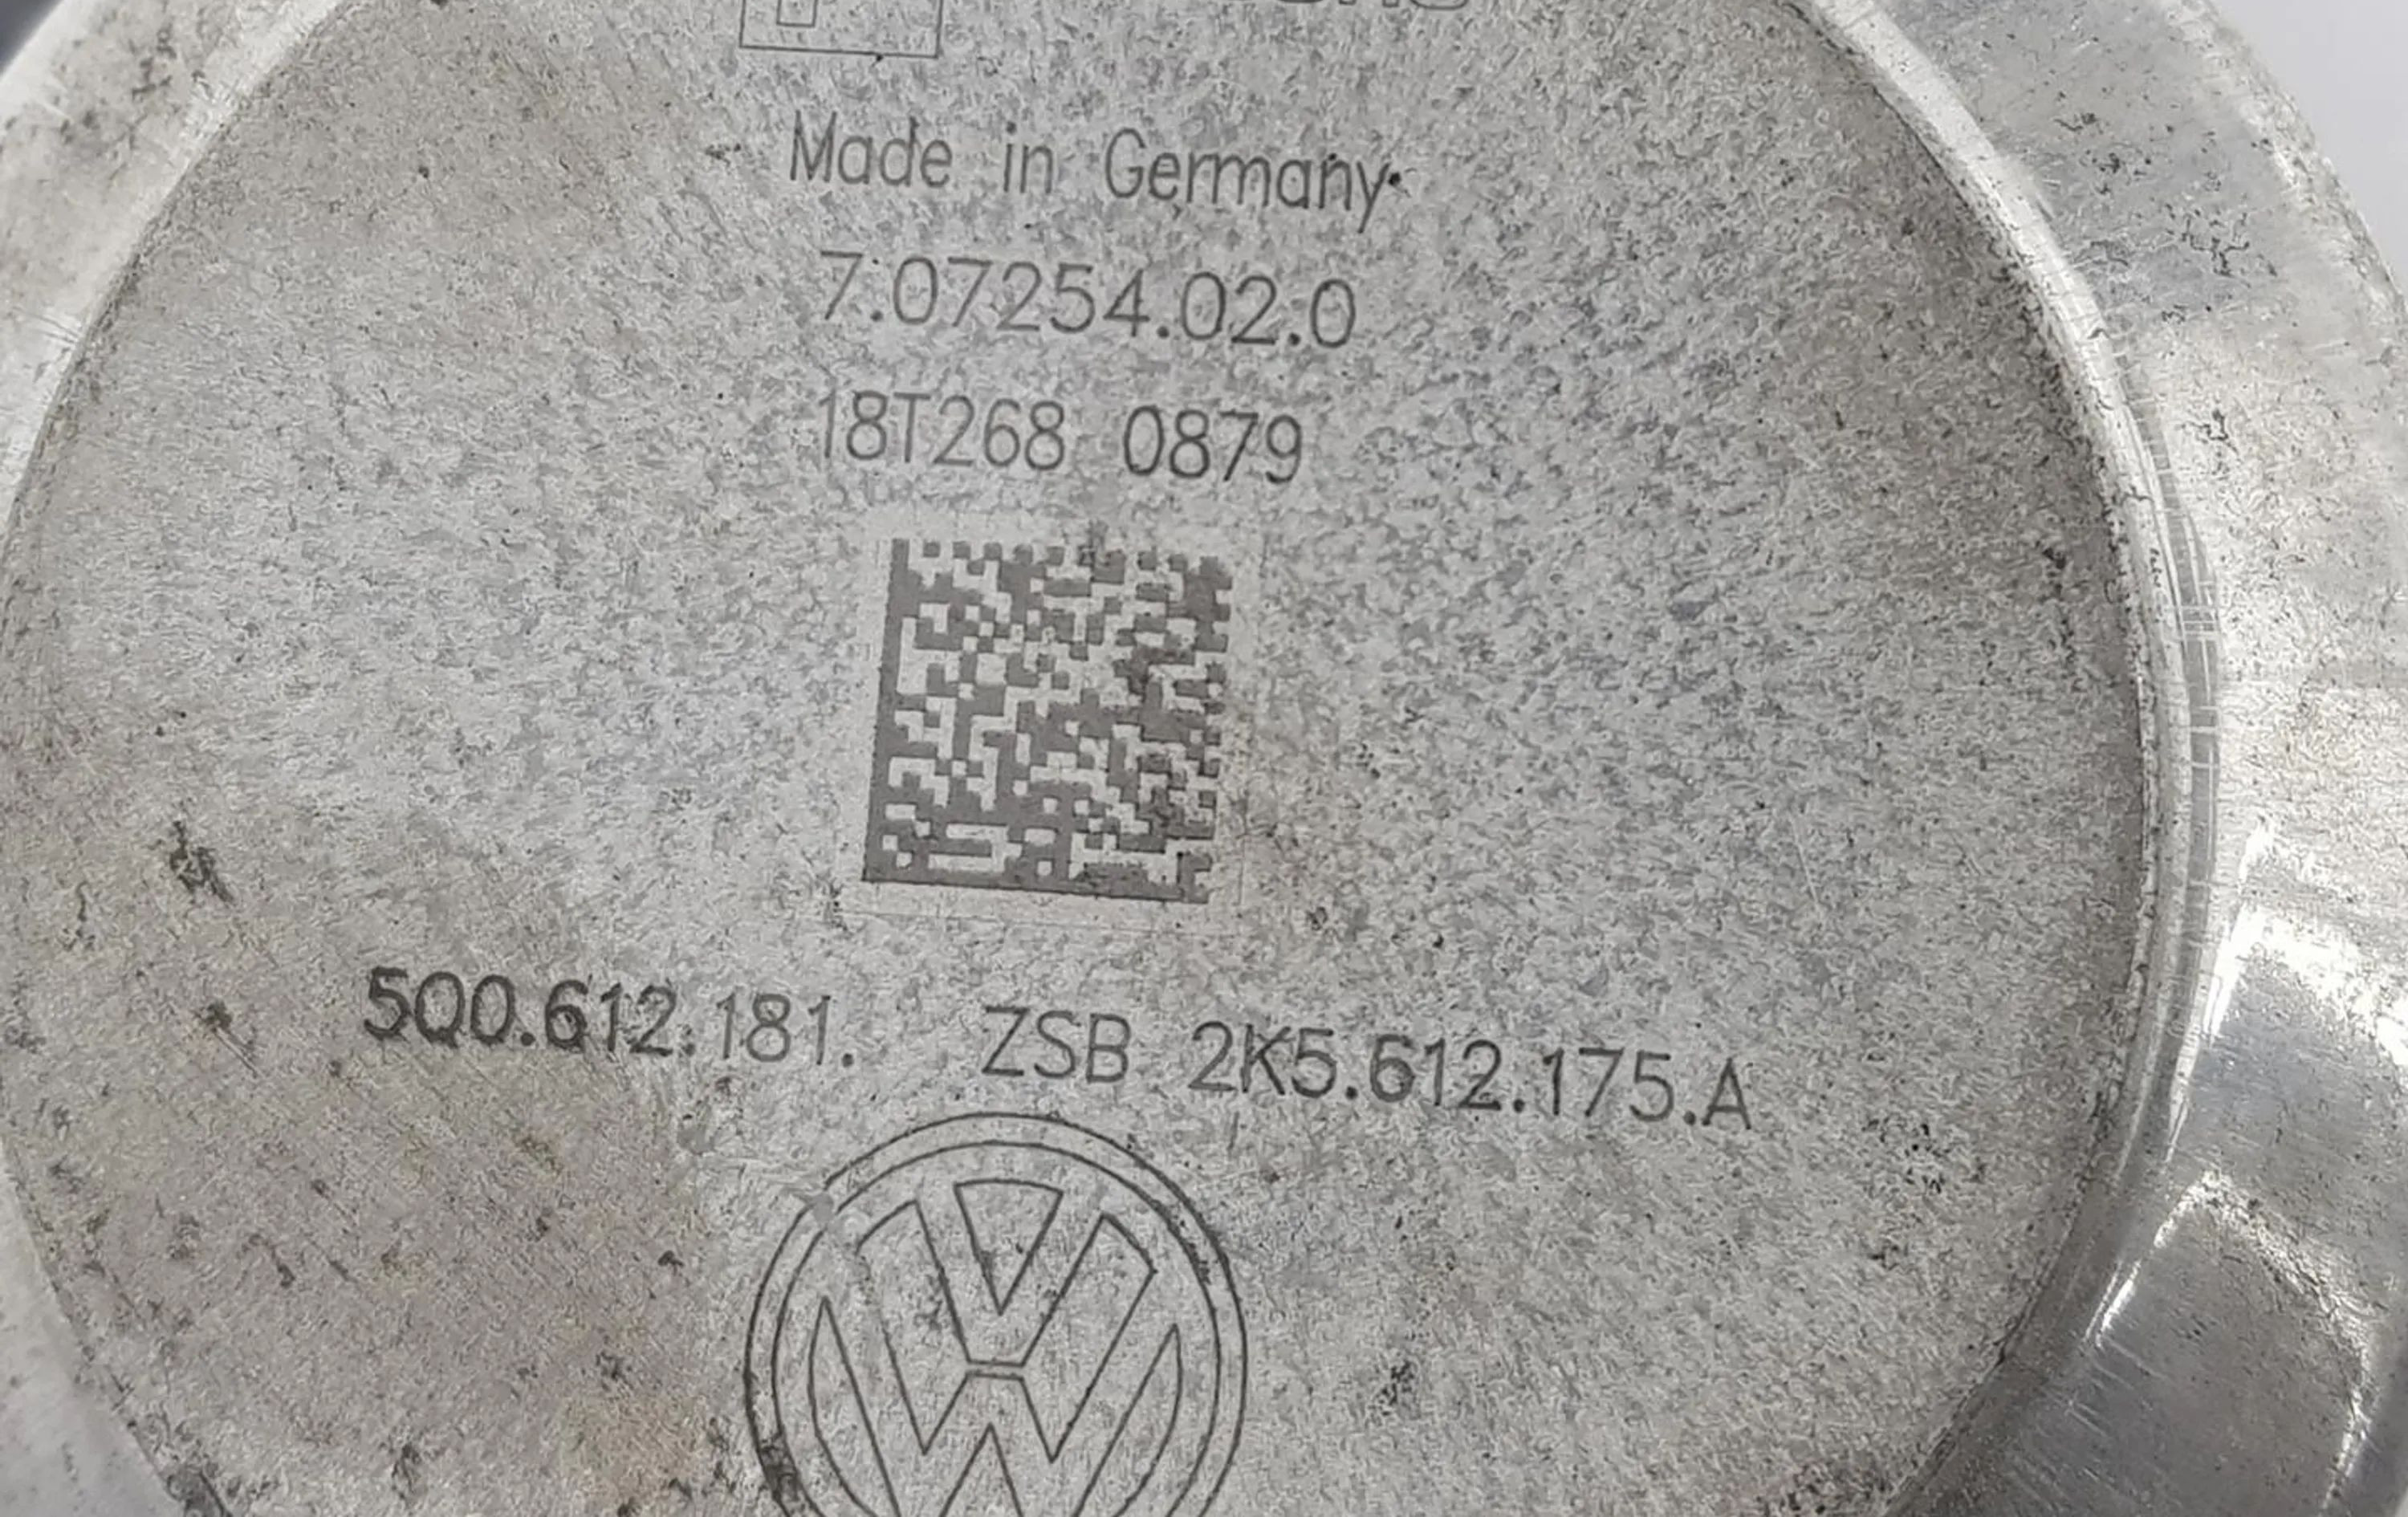 Made in Germany
7.07254.02.0
18T268 0879
5Q0.612.181. ZSB 2K5.612.175.A